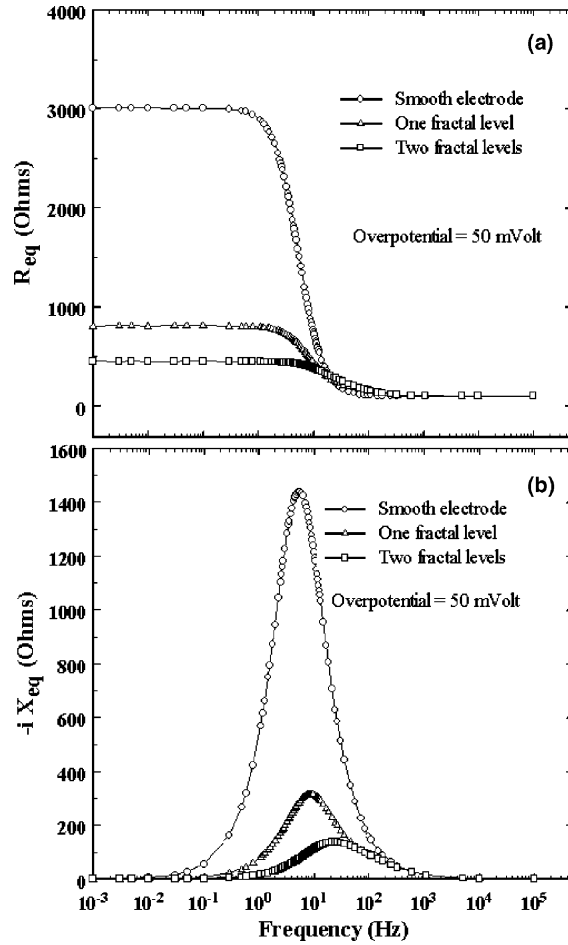 (a)
4000
3000
2000
1000
0
R_eq (Ohms)
Smooth electrode
One fractal level
Two fractal levels
Overpotential = 50 mVolt
(b)
1600
1400
1200
1000
800
600
400
200
0
-i X_eq (Ohms)
Smooth electrode
One fractal level
Two fractal levels
Overpotential = 50 mVolt
10^-3 10^-2 10^-1 10^0 10^1 10^2 10^3 10^4 10^5
Frequency (Hz)